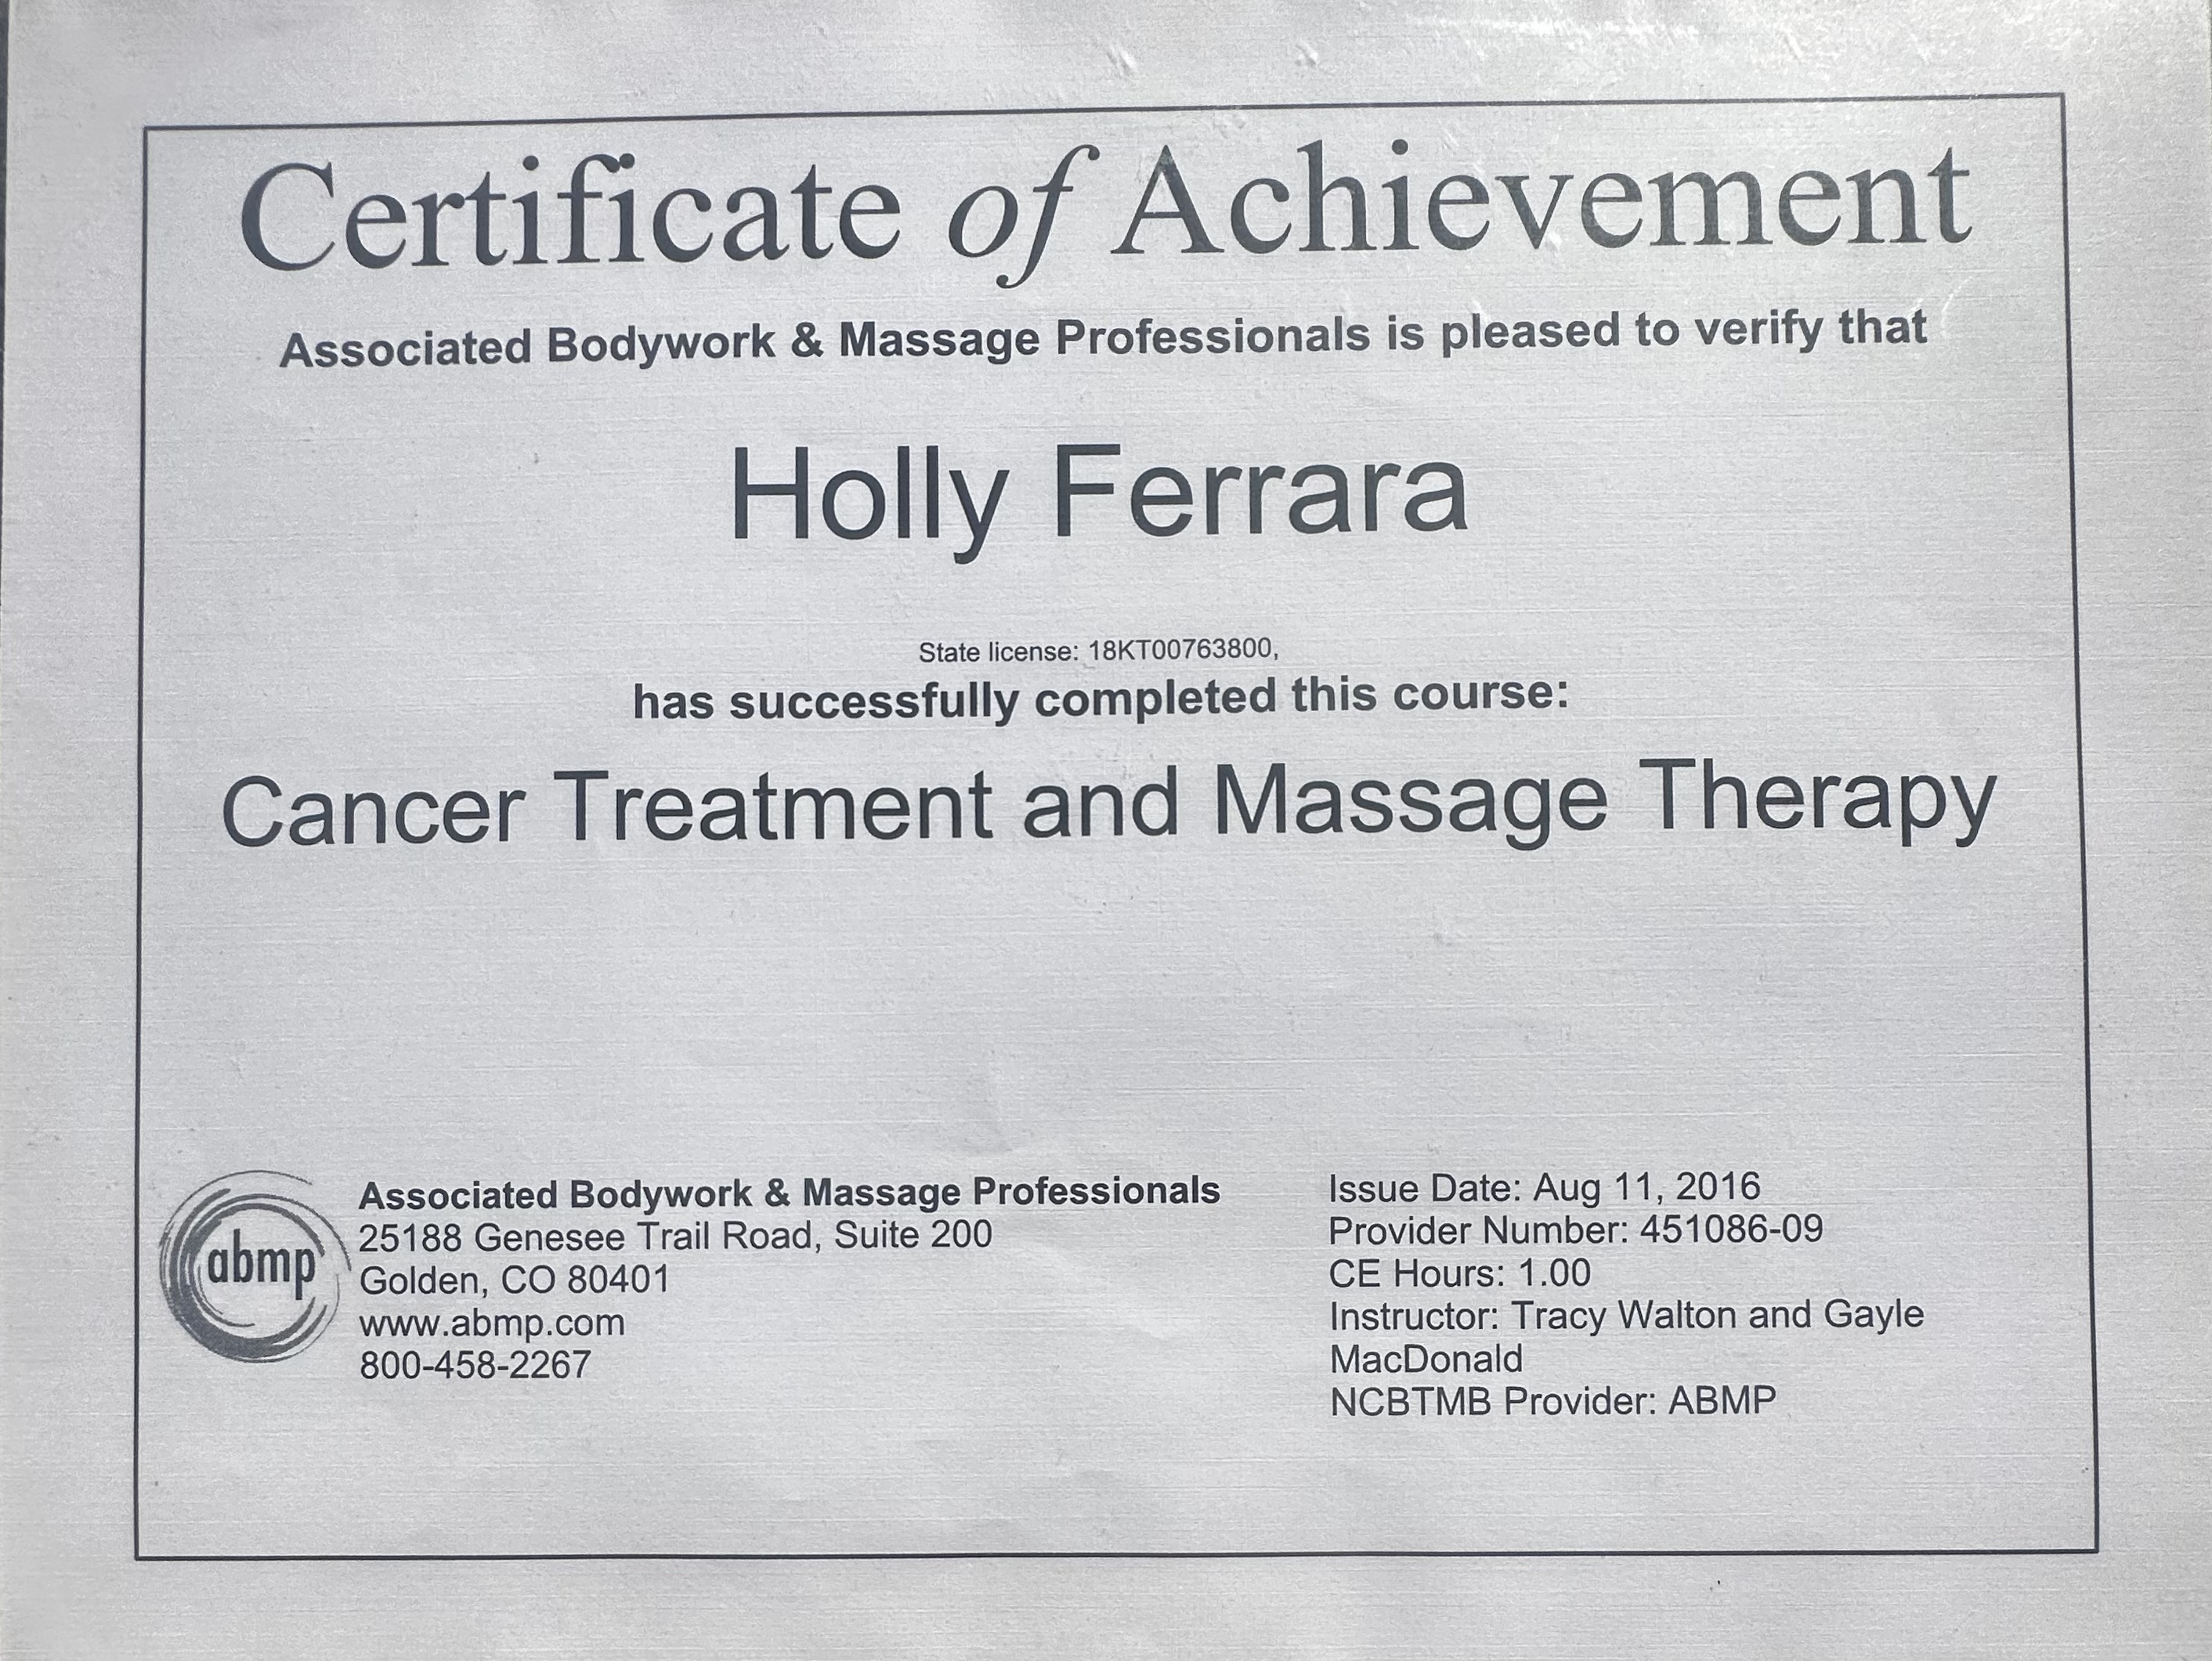 Certificate of Achievement
Associated Bodywork & Massage Professionals is pleased to verify that
Holly Ferrara
State license: 18KT00763800,
has successfully completed this course:
Cancer Treatment and Massage Therapy
abmp
Associated Bodywork & Massage Professionals
25188 Genesee Trail Road, Suite 200
Golden, CO 80401
www.abmp.com
800-458-2267
Issue Date: Aug 11, 2016
Provider Number: 451086-09
CE Hours: 1.00
Instructor: Tracy Walton and Gayle
MacDonald
NCBTMB Provider: ABMP